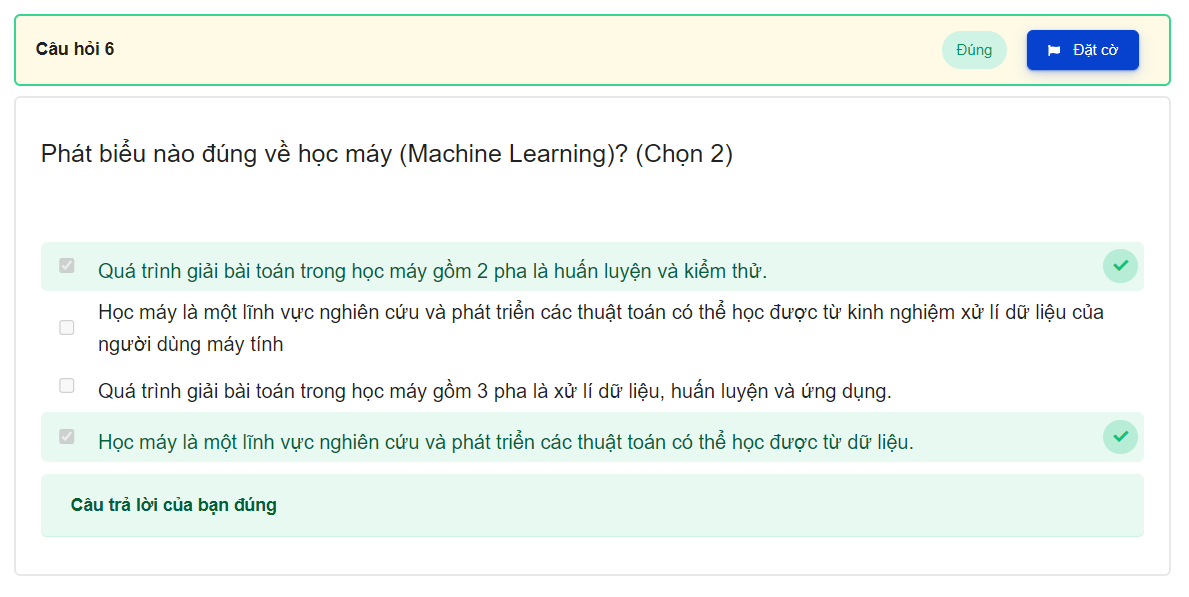 Câu hỏi 6
Đúng
Đặt cờ
Phát biểu nào đúng về học máy (Machine Learning)? (Chọn 2)
Quá trình giải bài toán trong học máy gồm 2 pha là huấn luyện và kiểm thử.
Học máy là một lĩnh vực nghiên cứu và phát triển các thuật toán có thể học được từ kinh nghiệm xử lí dữ liệu của
người dùng máy tính
Quá trình giải bài toán trong học máy gồm 3 pha là xử lí dữ liệu, huấn luyện và ứng dụng.
Học máy là một lĩnh vực nghiên cứu và phát triển các thuật toán có thể học được từ dữ liệu.
Câu trả lời của bạn đúng